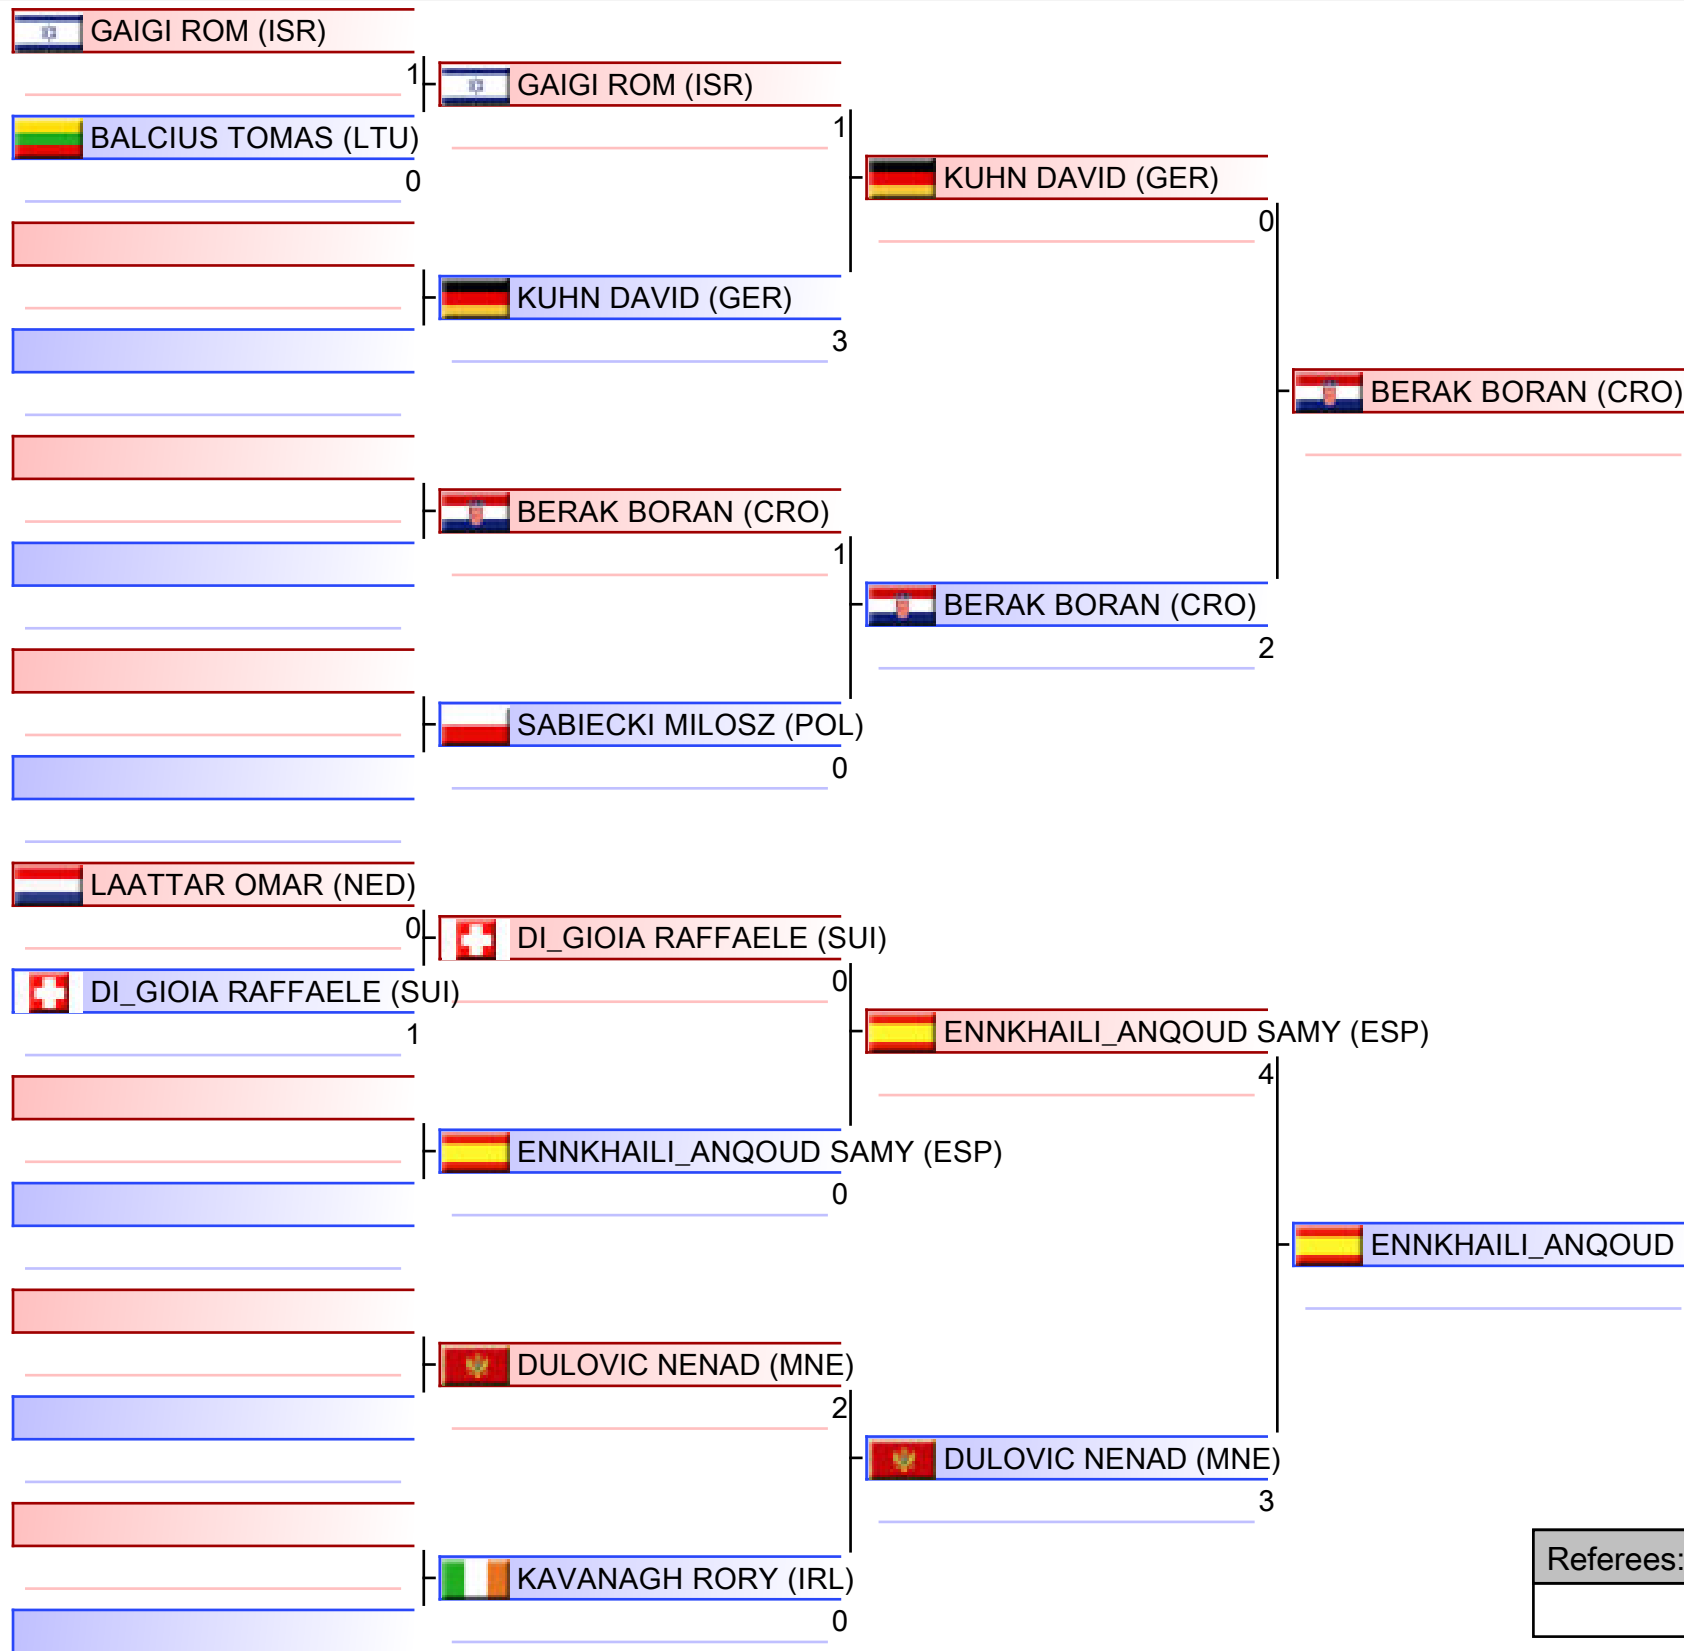 GAIGI ROM (ISR)
1
BALCIUS TOMAS (LTU)
0
LAATTAR OMAR (NED)
0
DI_GIOIA RAFFAELE (SUI)
1
GAIGI ROM (ISR)
1
KUHN DAVID (GER)
3
BERAK BORAN (CRO)
1
SABIECKI MILOSZ (POL)
0
DI_GIOIA RAFFAELE (SUI)
0
ENNKHAILI_ANQOUD SAMY (ESP)
0
DULOVIC NENAD (MNE)
2
KAVANAGH RORY (IRL)
0
KUHN DAVID (GER)
0
BERAK BORAN (CRO)
2
ENNKHAILI_ANQOUD SAMY (ESP)
4
DULOVIC NENAD (MNE)
3
BERAK BORAN (CRO)
ENNKHAILI_ANQOUD
Referees: